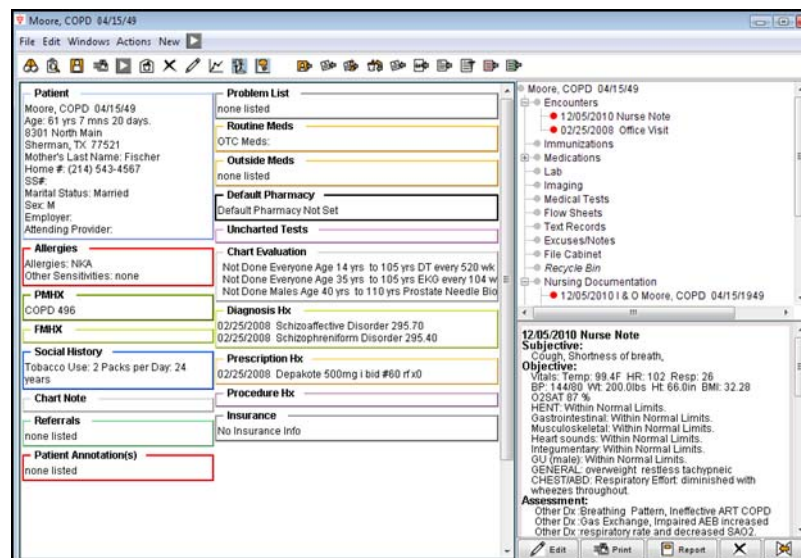 Moore, COPD 04/15/49
File Edit Windows Actions New
Patient
Moore, COPD 04/15/49
Age: 61 yrs 7 mns 20 days.
8301 North Main
Sherman, TX 77521
Mother's Last Name: Fischer
Home #: (214) 543-4567
SS#:
Marital Status: Married
Sex: M
Employer:
Attending Provider:
Allergies
Allergies: NKA
Other Sensitivities: none
PMHX
COPD 496
FMHX
Social History
Tobacco Use: 2 Packs per Day: 24
years
Chart Note
Referrals
none listed
Patient Annotation(s)
none listed
Problem List
none listed
Routine Meds
OTC Meds:
Outside Meds
none listed
Default Pharmacy
Default Pharmacy Not Set
Uncharted Tests
Chart Evaluation
Not Done Everyone Age 14 yrs to 105 yrs DT every 520 wk
Not Done Everyone Age 35 yrs to 105 yrs EKG every 104 w
Not Done Males Age 40 yrs to 110 yrs Prostate Needle Bio
Diagnosis Hx
02/25/2008 Schizoaffective Disorder 295.70
02/25/2008 Schizophreniform Disorder 295.40
Prescription Hx
02/25/2008 Depakote 500mg i bid #60 rf x0
Procedure Hx
Insurance
No Insurance Info
Moore, COPD 04/15/49
Encounters
12/05/2010 Nurse Note
02/25/2008 Office Visit
Immunizations
Medications
Lab
Imaging
Medical Tests
Flow Sheets
Text Records
Excuses/Notes
File Cabinet
Recycle Bin
Nursing Documentation
12/05/2010 I & O Moore, COPD 04/15/1949
12/05/2010 Nurse Note
Subjective:
Cough, Shortness of breath,
Objective:
Vitals: Temp: 99.4F HR: 102 Resp: 26
BP: 144/80 Wt: 200.0lbs Ht: 66.0in BMI: 32.28
O2SAT 87 %
HENT: Within Normal Limits.
Gastrointestinal: Within Normal Limits.
Musculoskeletal: Within Normal Limits.
Heart sounds: Within Normal Limits.
Integumentary: Within Normal Limits.
GU (male): Within Normal Limits.
GENERAL: overweight restless tachypneic
CHEST/ABD: Respiratory Effort: diminished with
wheezes throughout.
Assessment:
Other Dx :Breathing Pattern, Ineffective ART COPD
Other Dx :Gas Exchange, Impaired AEB increased
Other Dx :respiratory rate and decreased SAO2.
Edit Print Report